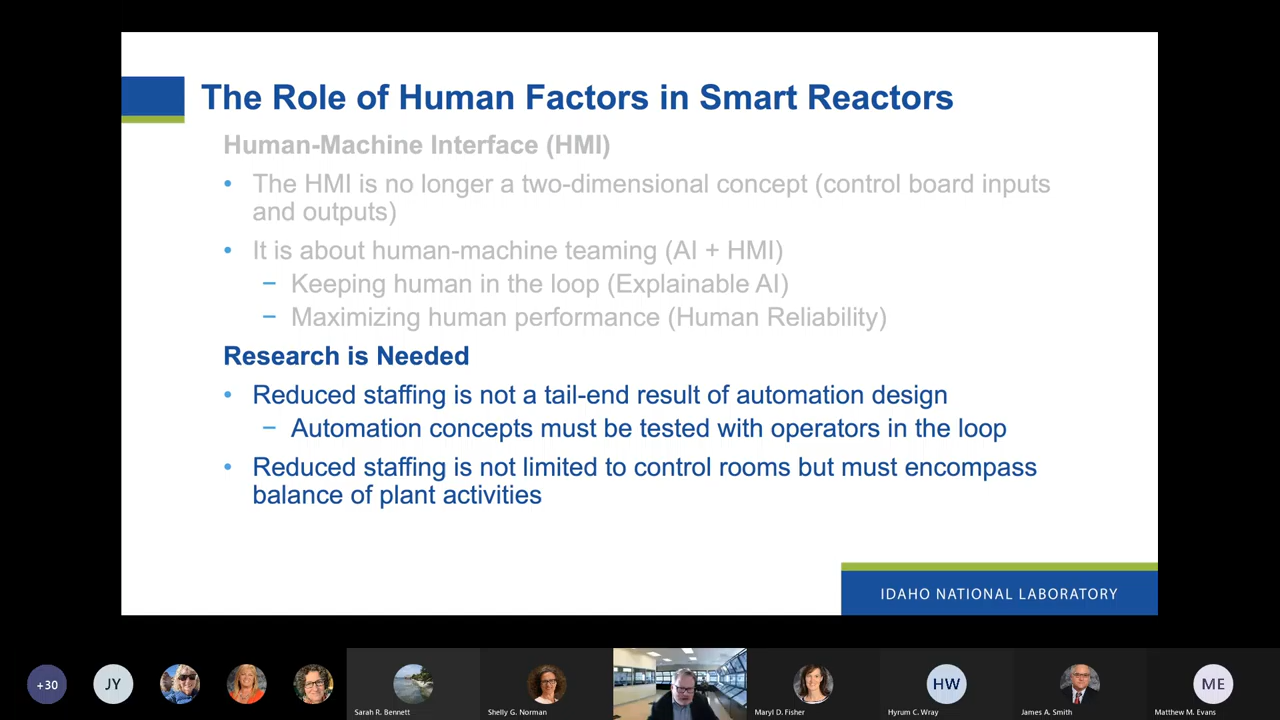 The Role of Human Factors in Smart Reactors
Human-Machine Interface (HMI)
• The HMI is no longer a two-dimensional concept (control board inputs
and outputs)
• It is about human-machine teaming (AI + HMI)
− Keeping human in the loop (Explainable AI)
− Maximizing human performance (Human Reliability)
Research is Needed
• Reduced staffing is not a tail-end result of automation design
− Automation concepts must be tested with operators in the loop
• Reduced staffing is not limited to control rooms but must encompass
balance of plant activities
IDAHO NATIONAL LABORATORY
+30
JY
HW
ME
Sarah R. Bennett
Shelly G. Norman
Maryl D. Fisher
Hyrum C. Wray
James A. Smith
Matthew M. Evans